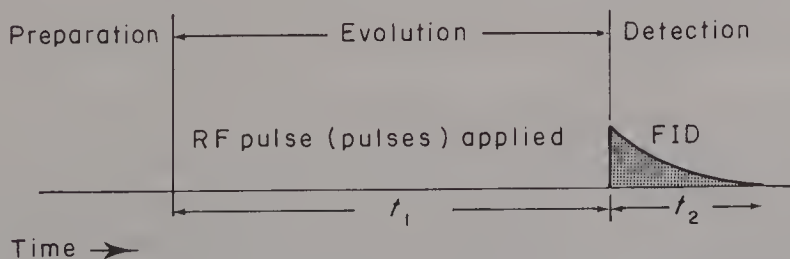 Preparation Evolution Detection
RF pulse (pulses) applied FID
t1 t2
Time